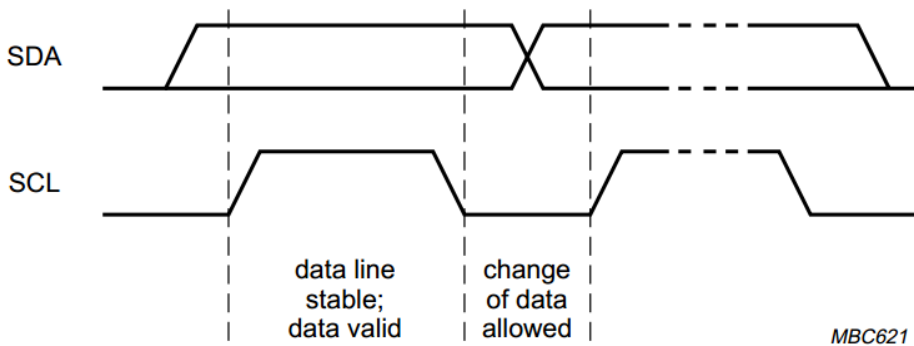 SDA
SCL
data line
stable;
data valid
change
of data
allowed
MBC621